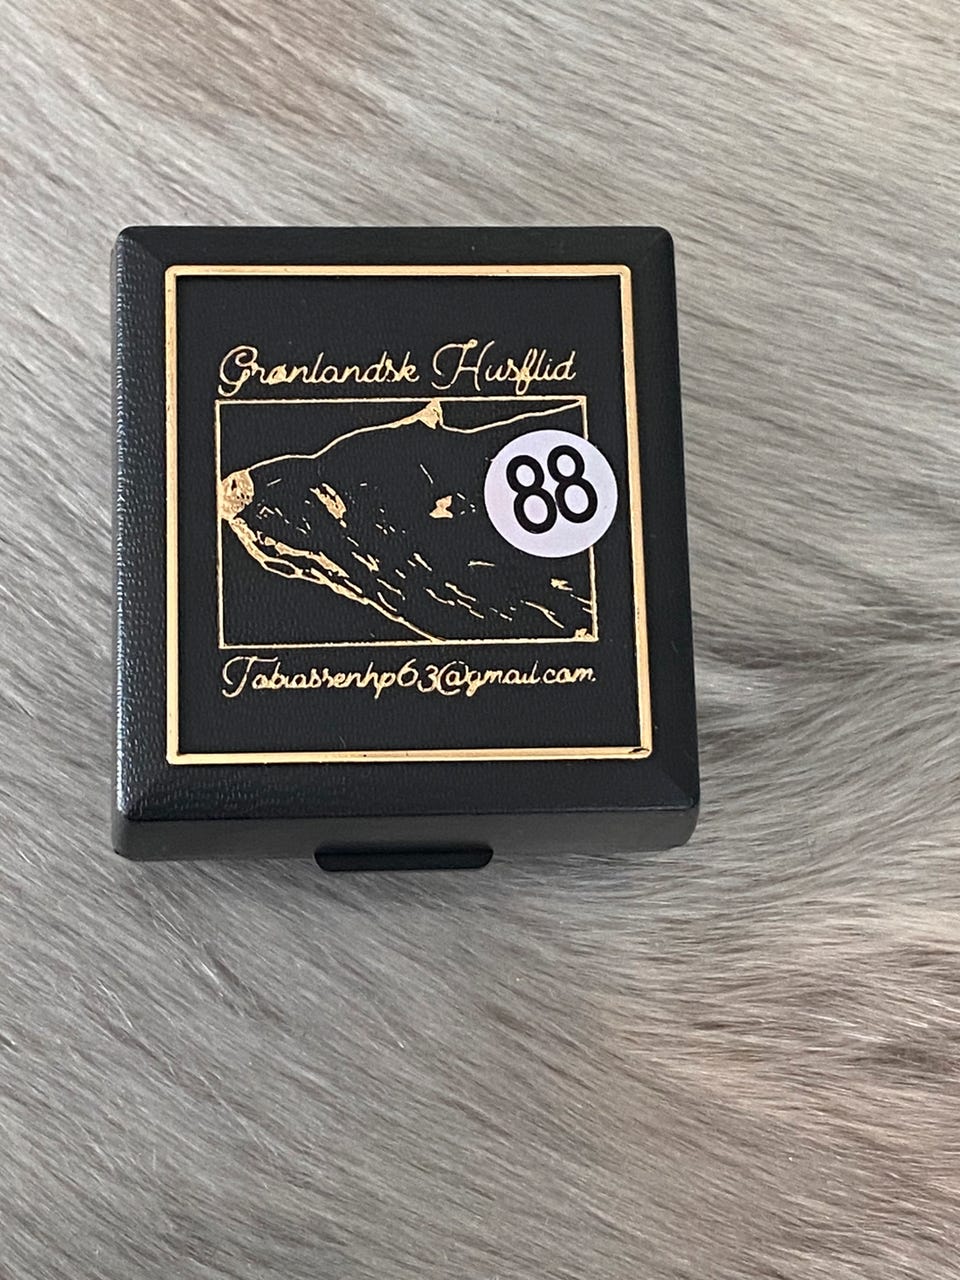 Grønlandsk Husflid
88
Tobiassenhp63@gmail.com